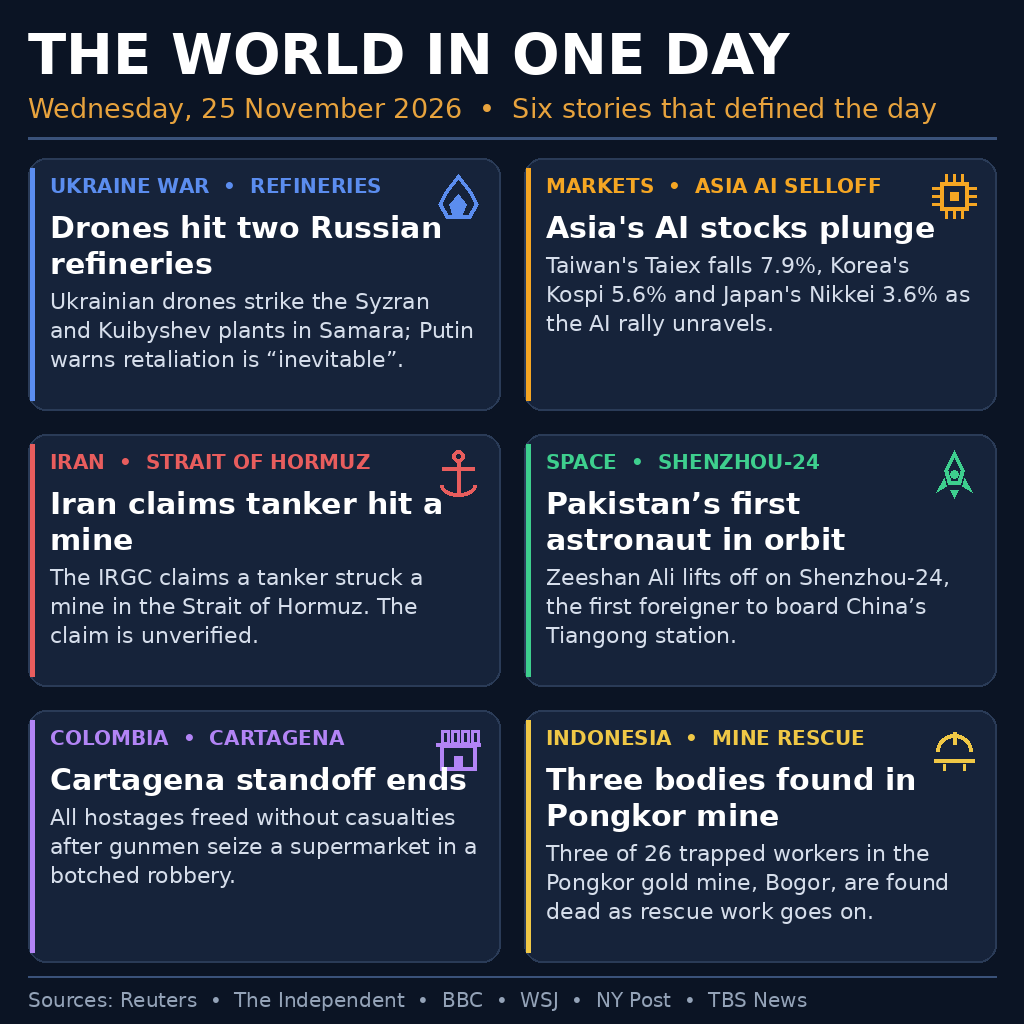 THE WORLD IN ONE DAY
Wednesday, 25 November 2026 • Six stories that defined the day
UKRAINE WAR • REFINERIES
Drones hit two Russian
refineries
Ukrainian drones strike the Syzran
and Kuibyshev plants in Samara; Putin
warns retaliation is “inevitable”.
MARKETS • ASIA AI SELLOFF
Asia's AI stocks plunge
Taiwan's Taiex falls 7.9%, Korea's
Kospi 5.6% and Japan's Nikkei 3.6% as
the AI rally unravels.
IRAN • STRAIT OF HORMUZ
Iran claims tanker hit a
mine
The IRGC claims a tanker struck a
mine in the Strait of Hormuz. The
claim is unverified.
SPACE • SHENZHOU-24
Pakistan’s first
astronaut in orbit
Zeeshan Ali lifts off on Shenzhou-24,
the first foreigner to board China’s
Tiangong station.
COLOMBIA • CARTAGENA
Cartagena standoff ends
All hostages freed without casualties
after gunmen seize a supermarket in a
botched robbery.
INDONESIA • MINE RESCUE
Three bodies found in
Pongkor mine
Three of 26 trapped workers in the
Pongkor gold mine, Bogor, are found
dead as rescue work goes on.
Sources: Reuters • The Independent • BBC • WSJ • NY Post • TBS News